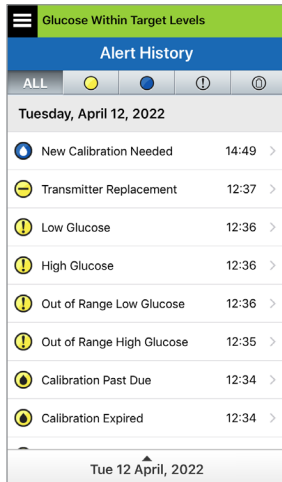 Glucose Within Target Levels
Alert History
ALL
Tuesday, April 12, 2022
New Calibration Needed 14:49
Transmitter Replacement 12:37
Low Glucose 12:36
High Glucose 12:36
Out of Range Low Glucose 12:36
Out of Range High Glucose 12:35
Calibration Past Due 12:34
Calibration Expired 12:34
Tue 12 April, 2022